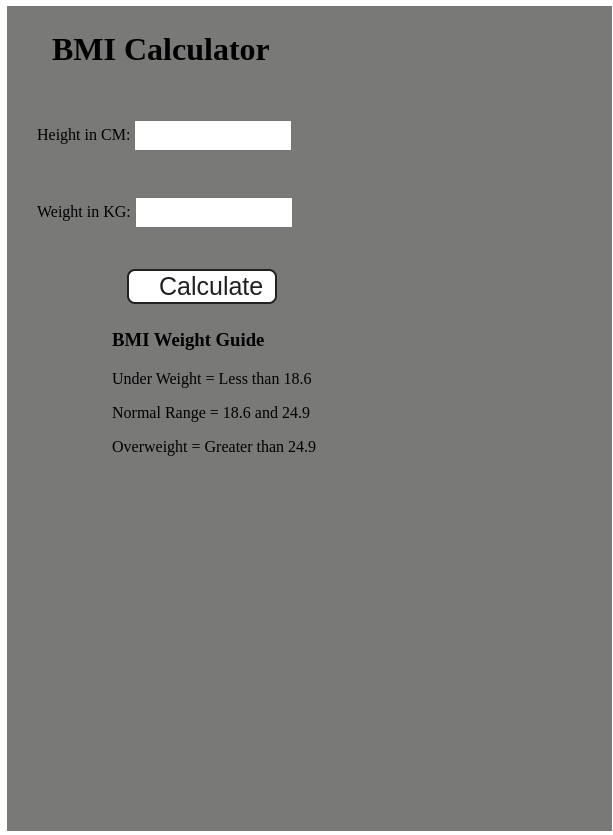 BMI Calculator
Height in CM:
Weight in KG:
Calculate
BMI Weight Guide
Under Weight = Less than 18.6
Normal Range = 18.6 and 24.9
Overweight = Greater than 24.9